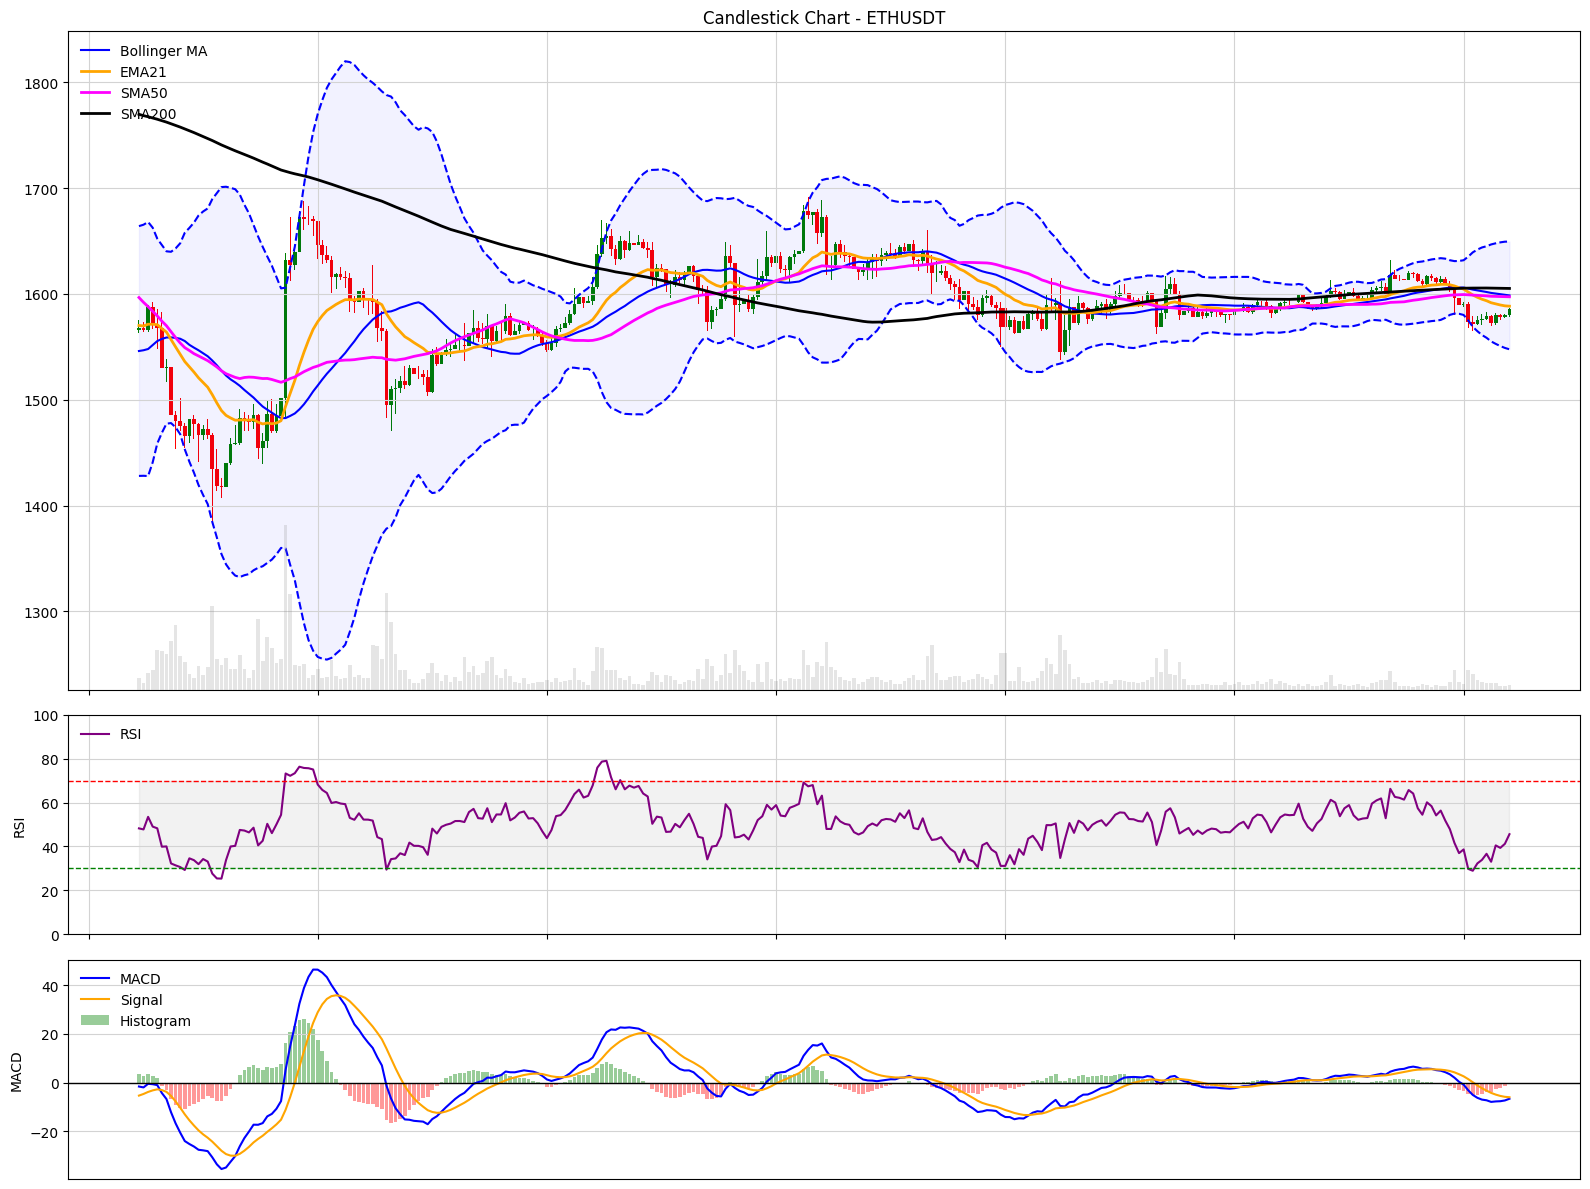 Candlestick Chart - ETHUSDT
Bollinger MA
EMA21
SMA50
SMA200
1800
1700
1600
1500
1400
1300
RSI
100
80
60
40
20
0
RSI
MACD
Signal
Histogram
40
20
0
−20
MACD